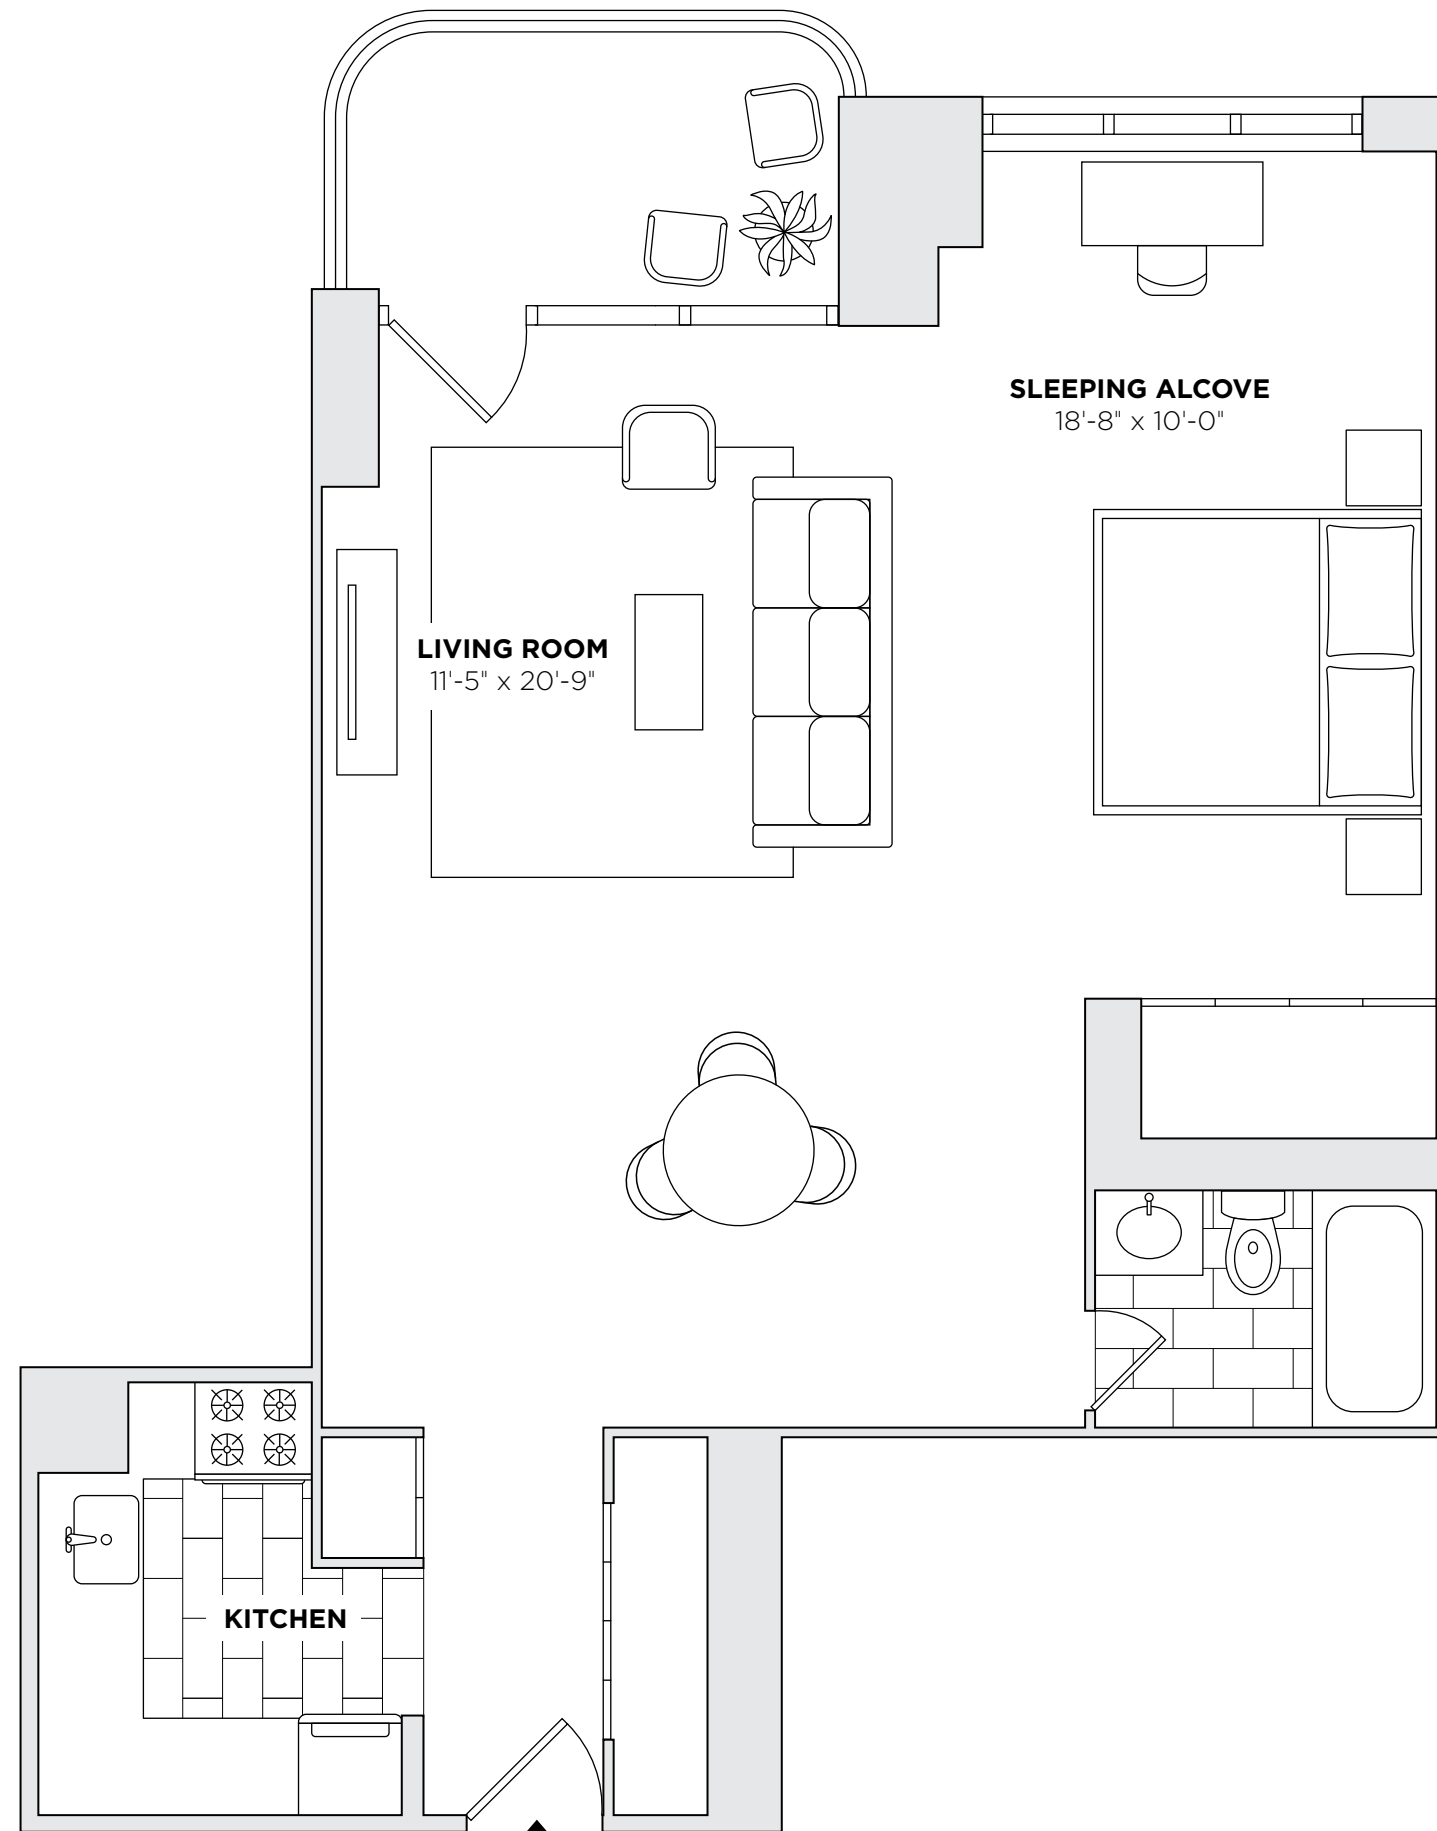 SLEEPING ALCOVE
18'-8" x 10'-0"
LIVING ROOM
11'-5" x 20'-9"
KITCHEN